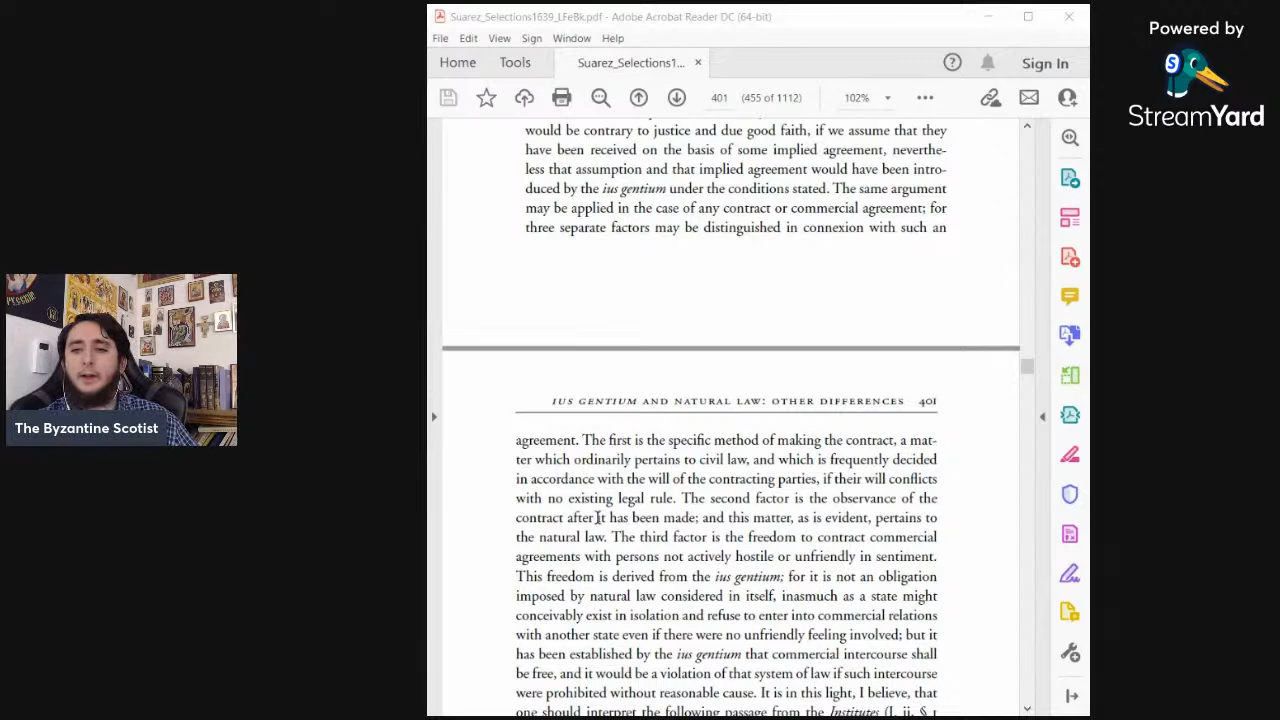 Suarez_Selections1639_LFeBk.pdf - Adobe Acrobat Reader DC (64-bit)
File Edit View Sign Window Help
Home Tools Suarez_Selections1... × Sign In
401 (455 of 1112) 102%
Powered by
S
StreamYard
would be contrary to justice and due good faith, if we assume that they
have been received on the basis of some implied agreement, neverthe-
less that assumption and that implied agreement would have been intro-
duced by the ius gentium under the conditions stated. The same argument
may be applied in the case of any contract or commercial agreement; for
three separate factors may be distinguished in connexion with such an
IUS GENTIUM AND NATURAL LAW: OTHER DIFFERENCES 401
agreement. The first is the specific method of making the contract, a mat-
ter which ordinarily pertains to civil law, and which is frequently decided
in accordance with the will of the contracting parties, if their will conflicts
with no existing legal rule. The second factor is the observance of the
contract after it has been made; and this matter, as is evident, pertains to
the natural law. The third factor is the freedom to contract commercial
agreements with persons not actively hostile or unfriendly in sentiment.
This freedom is derived from the ius gentium; for it is not an obligation
imposed by natural law considered in itself, inasmuch as a state might
conceivably exist in isolation and refuse to enter into commercial relations
with another state even if there were no unfriendly feeling involved; but it
has been established by the ius gentium that commercial intercourse shall
be free, and it would be a violation of that system of law if such intercourse
were prohibited without reasonable cause. It is in this light, I believe, that
one should interpret the following passage from the Institutes (I. ii, § 1
The Byzantine Scotist